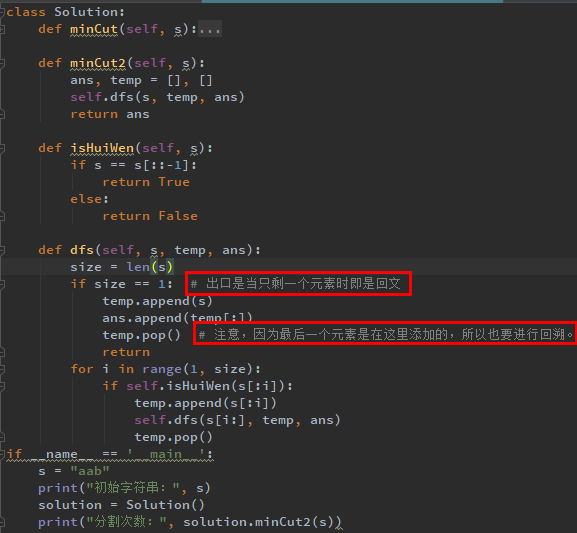 class Solution:
    def minCut(self, s):...
    def minCut2(self, s):
        ans, temp = [], []
        self.dfs(s, temp, ans)
        return ans
    def isHuiWen(self, s):
        if s == s[::-1]:
            return True
        else:
            return False
    def dfs(self, s, temp, ans):
        size = len(s)
        if size == 1:  # 出口是当只剩一个元素时即是回文
            temp.append(s)
            ans.append(temp[:])
            temp.pop()  # 注意，因为最后一个元素是在这里添加的，所以也要进行回溯。
            return
        for i in range(1, size):
            if self.isHuiWen(s[:i]):
                temp.append(s[:i])
                self.dfs(s[i:], temp, ans)
                temp.pop()
if __name__ == '__main__':
    s = "aab"
    print("初始字符串：", s)
    solution = Solution()
    print("分割次数：", solution.minCut2(s))